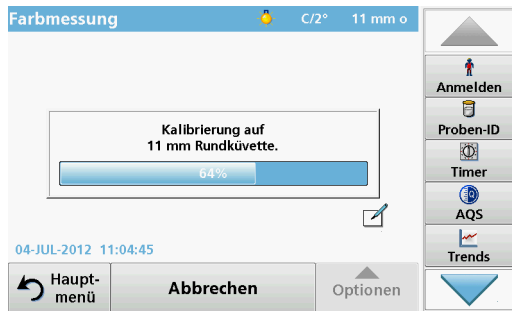 Farbmessung C/2° 11 mm o
Kalibrierung auf
11 mm Rundküvette.
64%
04-JUL-2012 11:04:45
Haupt-
menü
Abbrechen
Optionen
Anmelden
Proben-ID
Timer
AQS
Trends